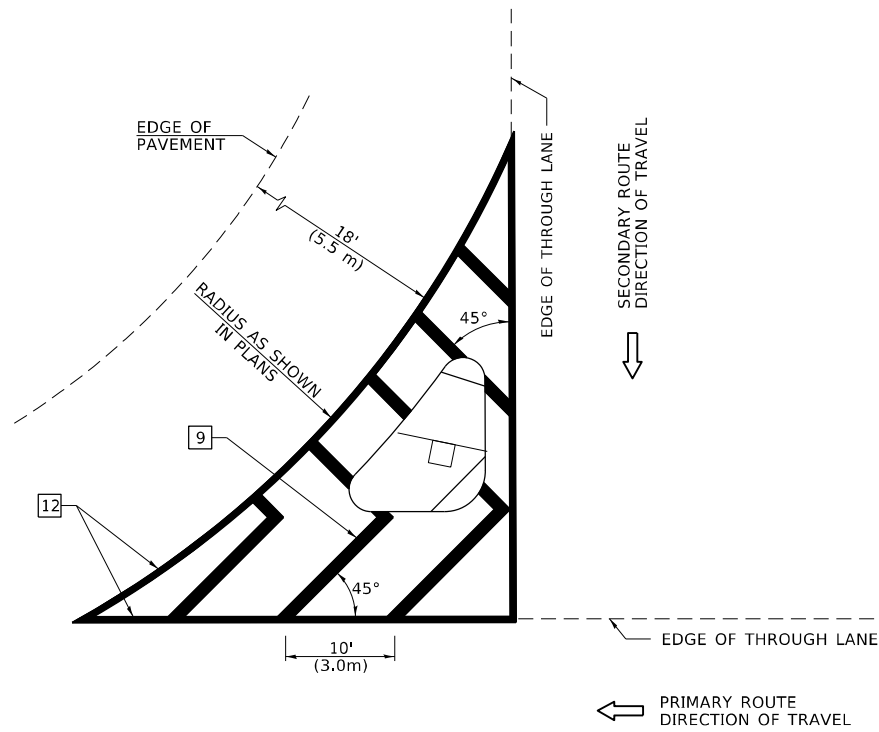 EDGE OF
PAVEMENT
18'
(5.5 m)
RADIUS AS SHOWN
IN PLANS
EDGE OF THROUGH LANE
SECONDARY ROUTE
DIRECTION OF TRAVEL
45°
9
12
45°
10'
(3.0m)
EDGE OF THROUGH LANE
PRIMARY ROUTE
DIRECTION OF TRAVEL